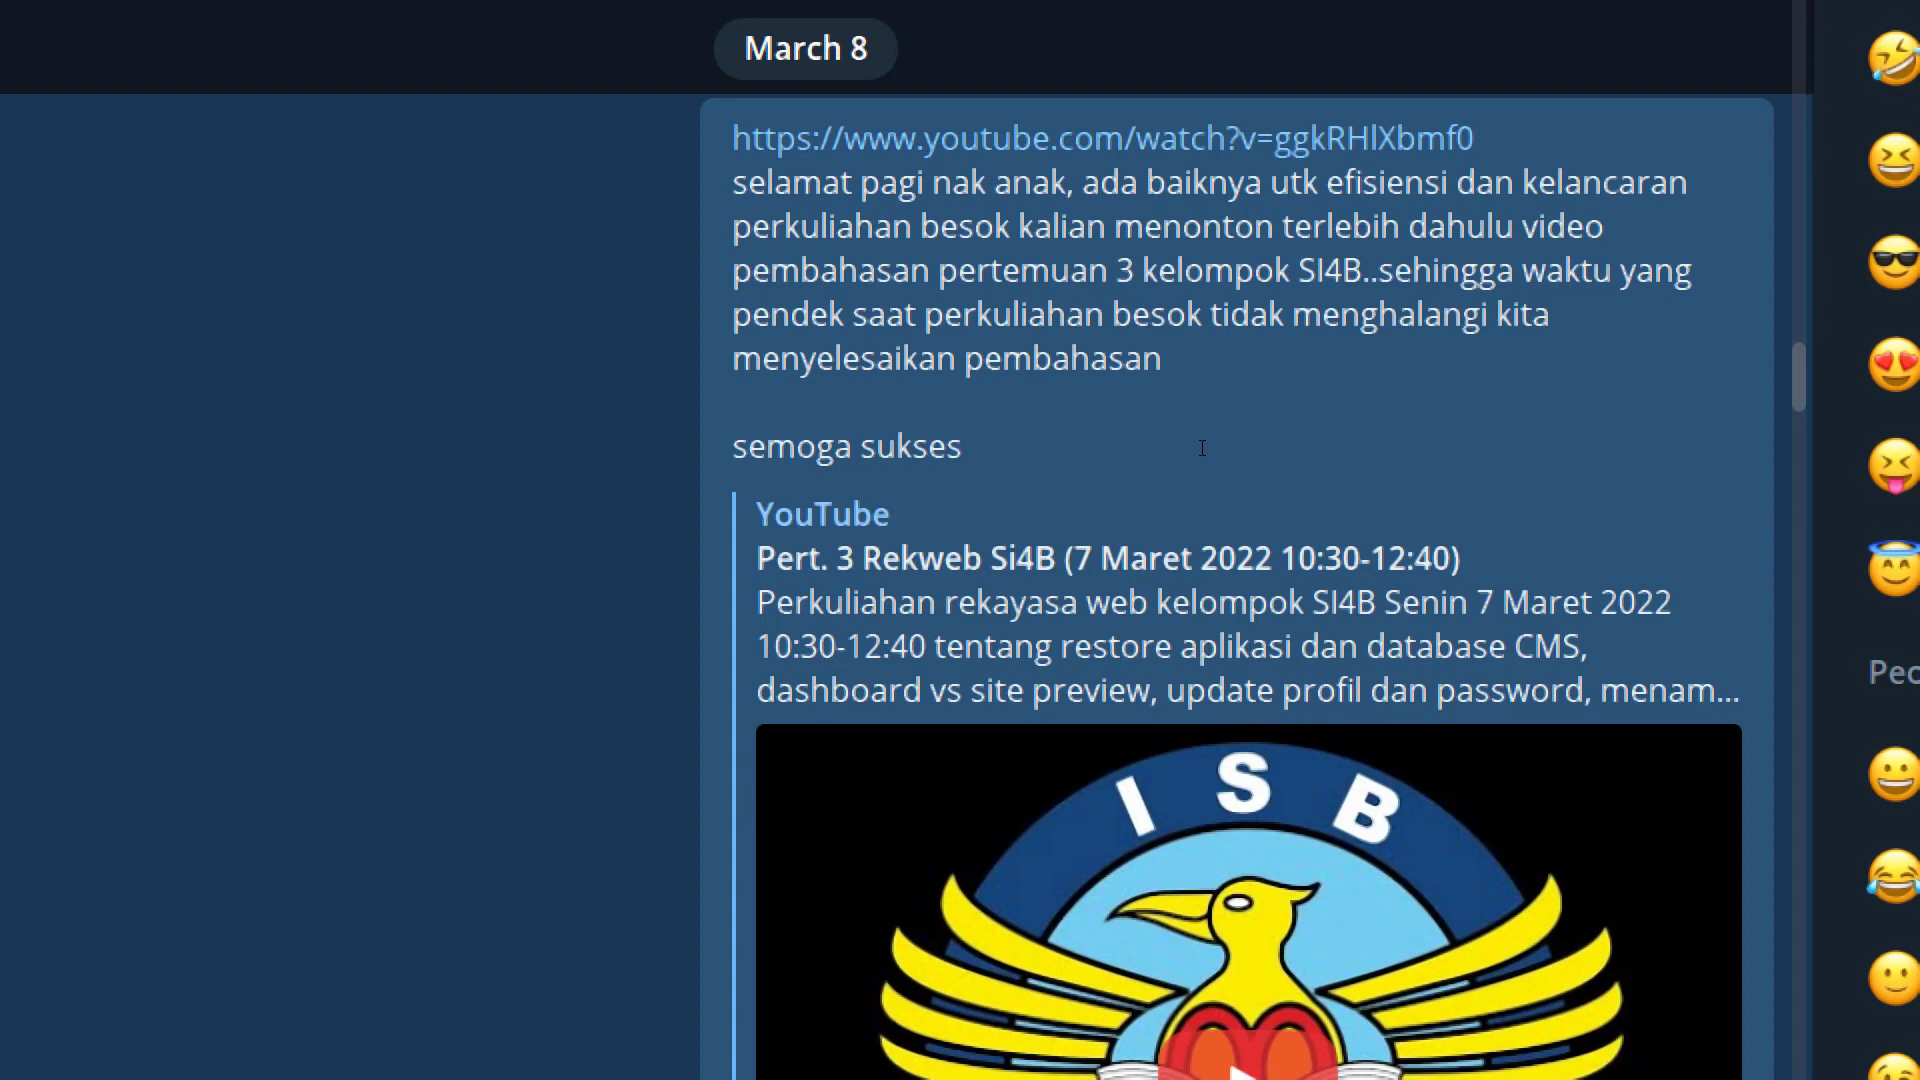 March 8
https://www.youtube.com/watch?v=ggkRHlXbmf0
selamat pagi nak anak, ada baiknya utk efisiensi dan kelancaran
perkuliahan besok kalian menonton terlebih dahulu video
pembahasan pertemuan 3 kelompok SI4B..sehingga waktu yang
pendek saat perkuliahan besok tidak menghalangi kita
menyelesaikan pembahasan
semoga sukses
YouTube
Pert. 3 Rekweb Si4B (7 Maret 2022 10:30-12:40)
Perkuliahan rekayasa web kelompok SI4B Senin 7 Maret 2022
10:30-12:40 tentang restore aplikasi dan database CMS,
dashboard vs site preview, update profil dan password, menam...
I S B